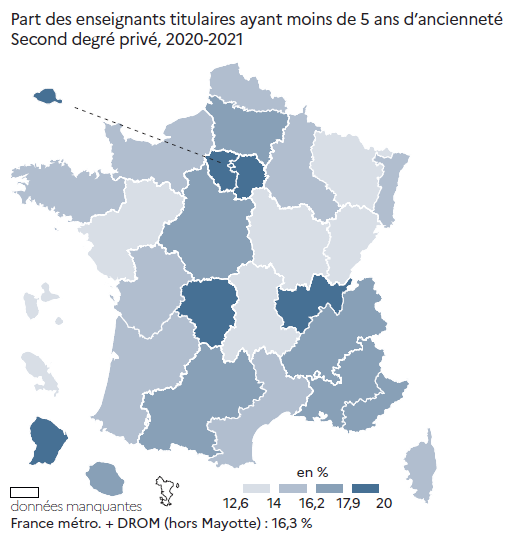 Part des enseignants titulaires ayant moins de 5 ans d'ancienneté
Second degré privé, 2020-2021
en %
12,6 14 16,2 17,9 20
données manquantes
France métro. + DROM (hors Mayotte) : 16,3 %